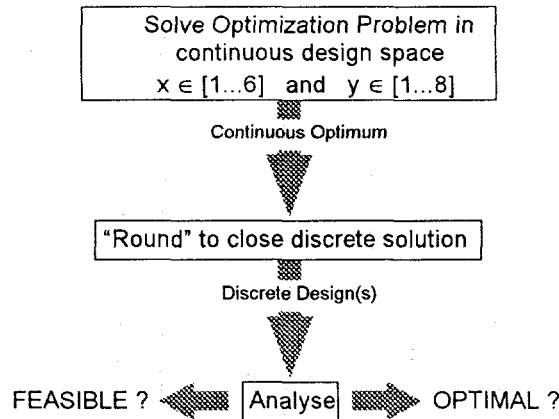 Solve Optimization Problem in
continuous design space
x ∈ [1...6] and y ∈ [1...8]
Continuous Optimum
“Round” to close discrete solution
Discrete Design(s)
FEASIBLE ? Analyse OPTIMAL ?